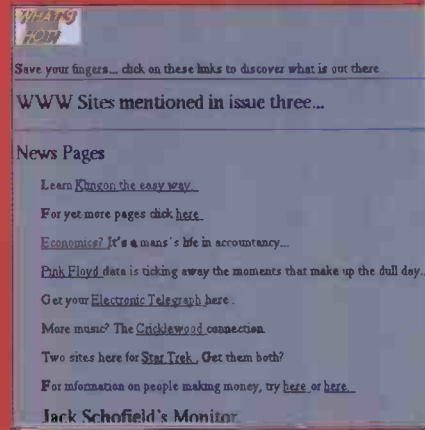 WHAT'S
HOT!
Save your fingers... click on these links to discover what is out there
WWW Sites mentioned in issue three...
News Pages
Learn Klingon the easy way.
For yet more pages click here
Economics? It's a mans's life in accountancy...
Pink Floyd data is ticking away the moments that make up the dull day..
Get your Electronic Telegraph here.
More music? The Cricklewood connection
Two sites here for Star Trek. Get them both?
For information on people making money, try here or here.
Jack Schofield's Monitor